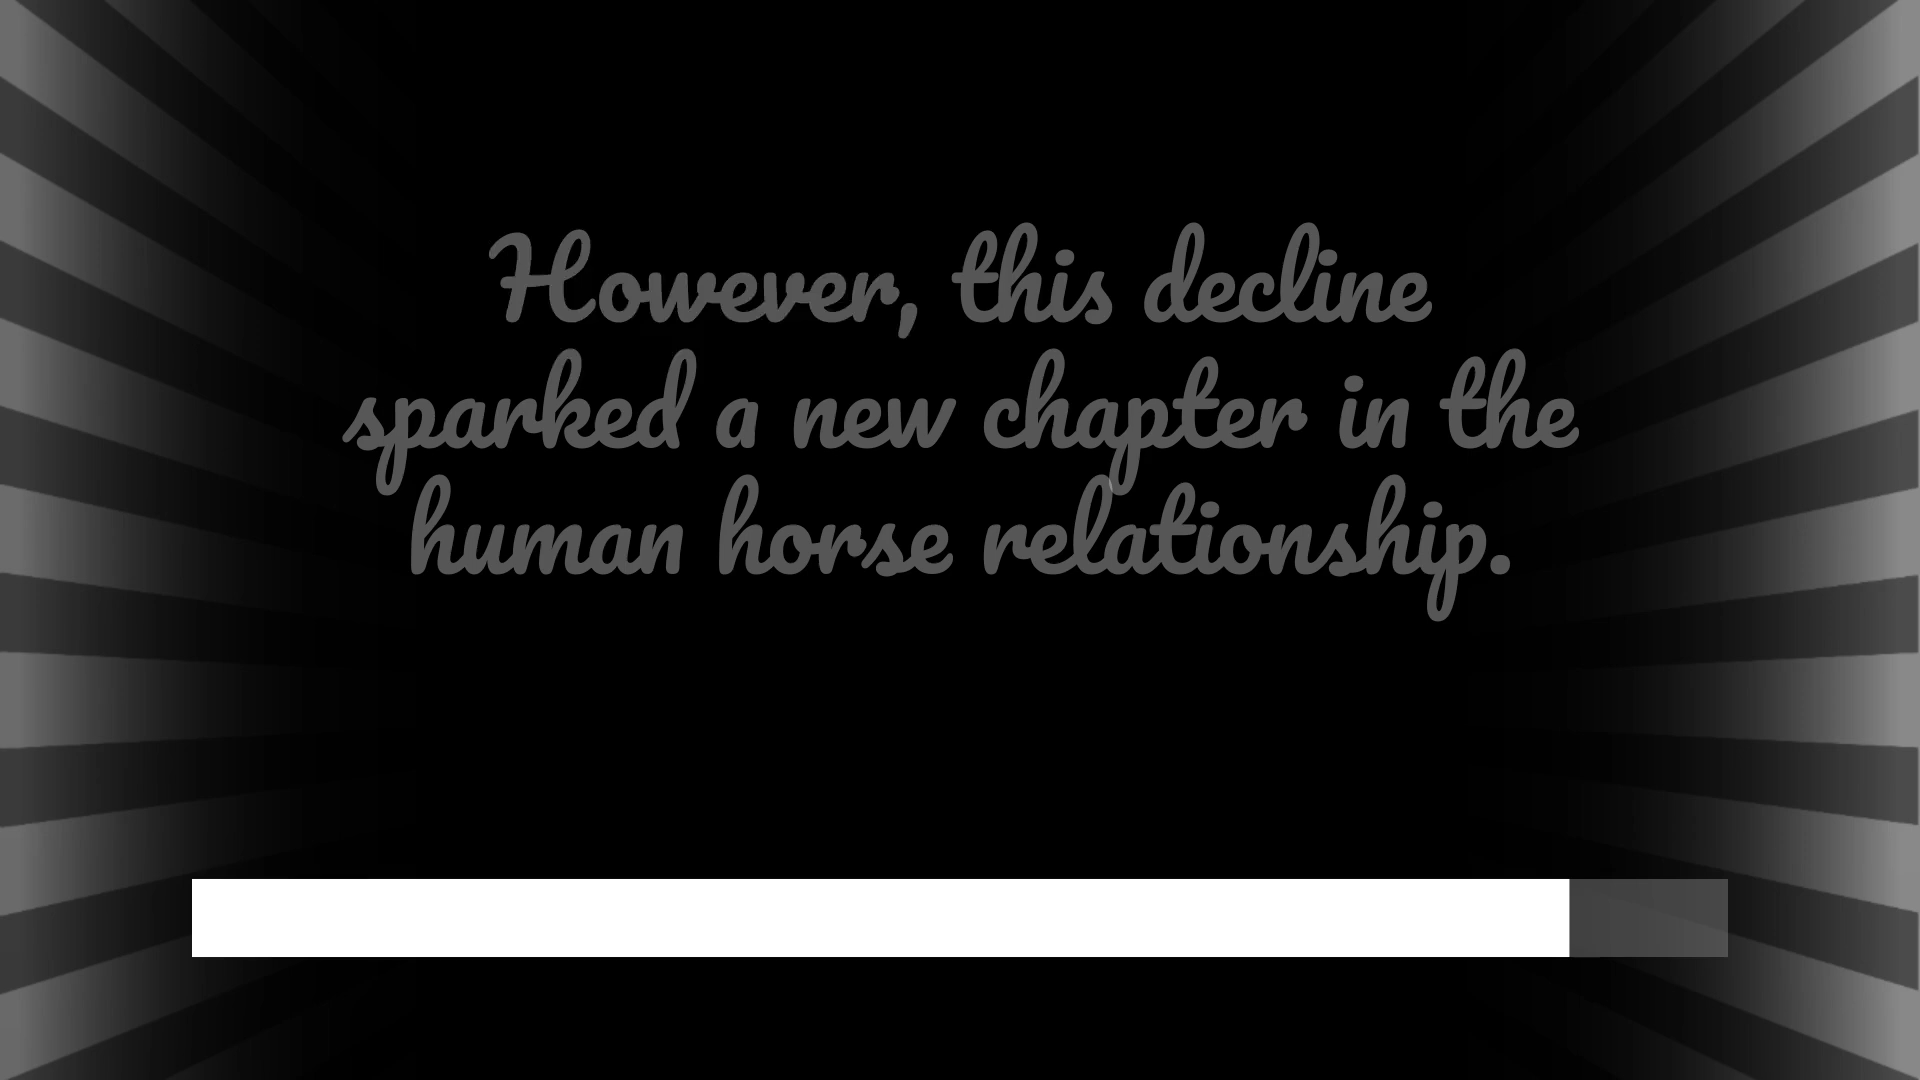 However, this decline
sparked a new chapter in the
human horse relationship.